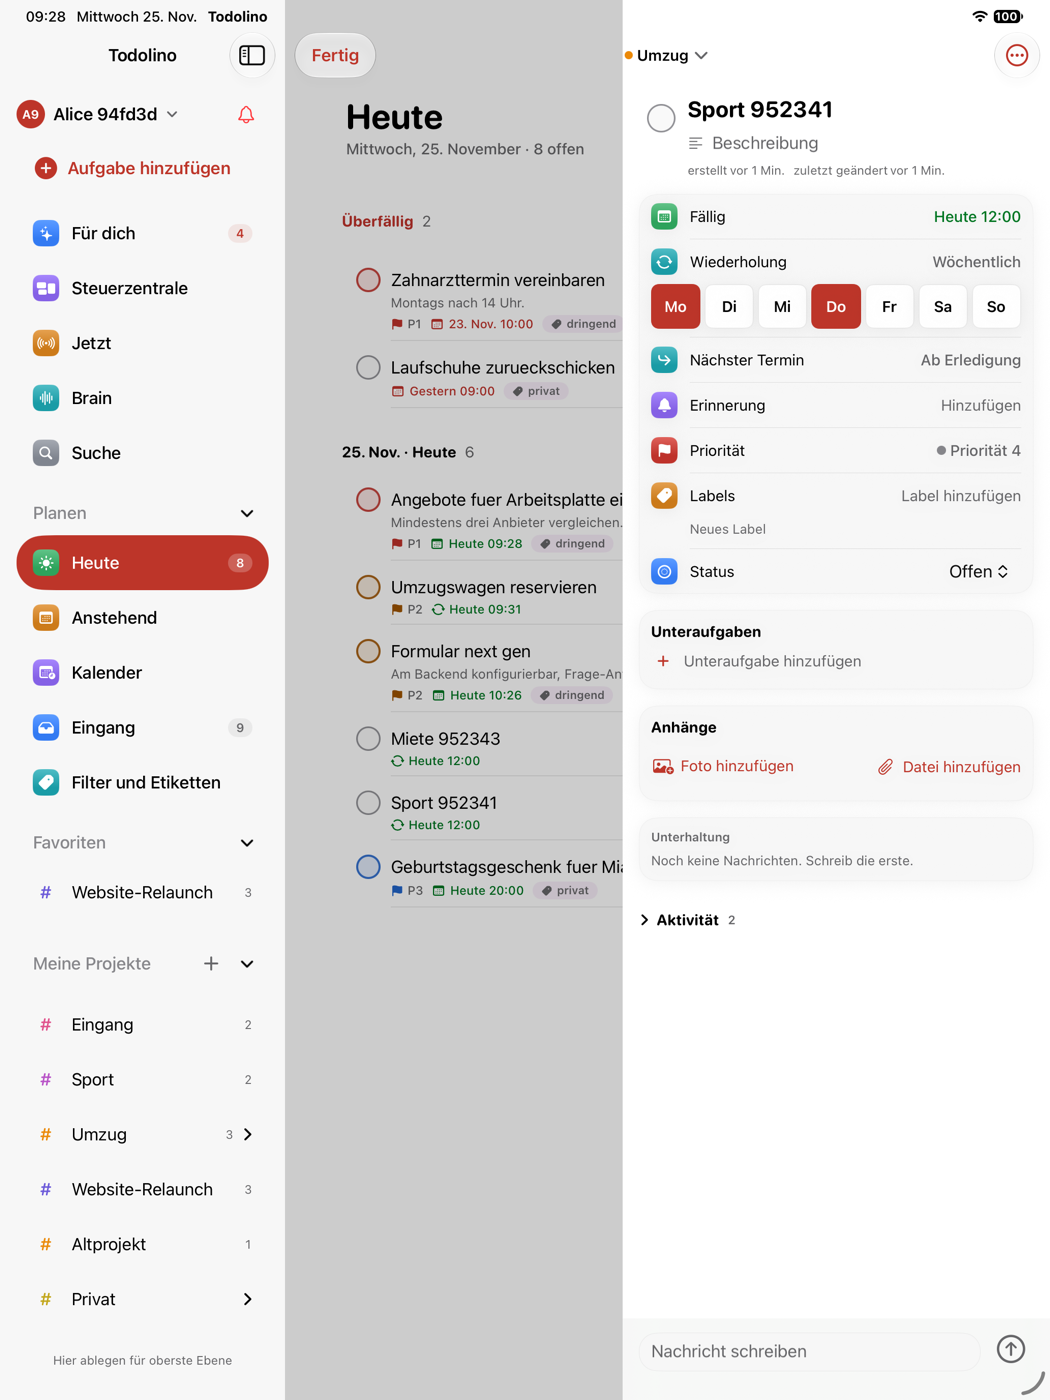 09:28 Mittwoch 25. Nov. Todolino
100
Todolino
A9 Alice 94fd3d
Aufgabe hinzufügen
Für dich 4
Steuerzentrale
Jetzt
Brain
Suche
Planen
Heute 8
Anstehend
Kalender
Eingang 9
Filter und Etiketten
Favoriten
# Website-Relaunch 3
Meine Projekte
# Eingang 2
# Sport 2
# Umzug 3
# Website-Relaunch 3
# Altprojekt 1
# Privat
Hier ablegen für oberste Ebene
Fertig
Heute
Mittwoch, 25. November · 8 offen
Überfällig 2
Zahnarzttermin vereinbaren
Montags nach 14 Uhr.
P1 23. Nov. 10:00 dringend
Laufschuhe zurueckschicken
Gestern 09:00 privat
25. Nov. · Heute 6
Angebote fuer Arbeitsplatte ei
Mindestens drei Anbieter vergleichen.
P1 Heute 09:28 dringend
Umzugswagen reservieren
P2 Heute 09:31
Formular next gen
Am Backend konfigurierbar, Frage-An
P2 Heute 10:26 dringend
Miete 952343
Heute 12:00
Sport 952341
Heute 12:00
Geburtstagsgeschenk fuer Mia
P3 Heute 20:00 privat
Umzug
Sport 952341
Beschreibung
erstellt vor 1 Min. zuletzt geändert vor 1 Min.
Fällig Heute 12:00
Wiederholung Wöchentlich
Mo Di Mi Do Fr Sa So
Nächster Termin Ab Erledigung
Erinnerung Hinzufügen
Priorität Priorität 4
Labels Label hinzufügen
Neues Label
Status Offen
Unteraufgaben
Unteraufgabe hinzufügen
Anhänge
Foto hinzufügen Datei hinzufügen
Unterhaltung
Noch keine Nachrichten. Schreib die erste.
Aktivität 2
Nachricht schreiben